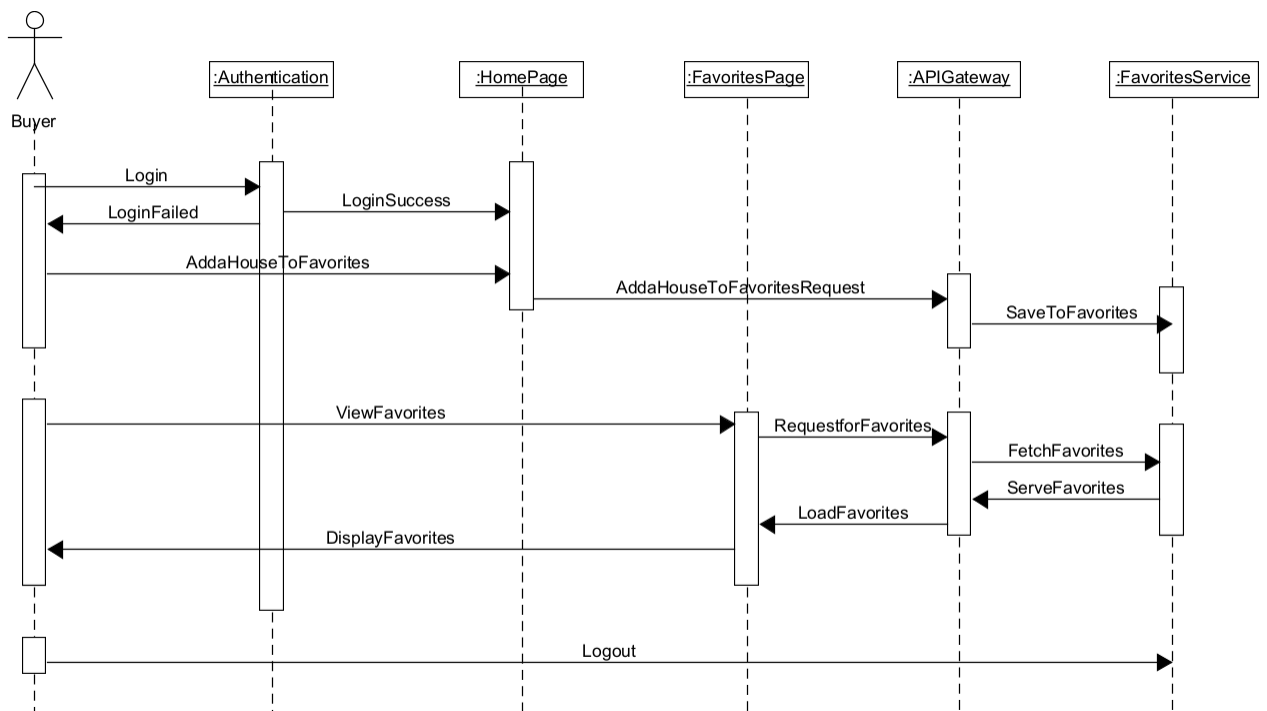 :Authentication
:HomePage
:FavoritesPage
:APIGateway
:FavoritesService
Buyer
Login
LoginSuccess
LoginFailed
AddaHouseToFavorites
AddaHouseToFavoritesRequest
SaveToFavorites
ViewFavorites
RequestforFavorites
FetchFavorites
ServeFavorites
LoadFavorites
DisplayFavorites
Logout